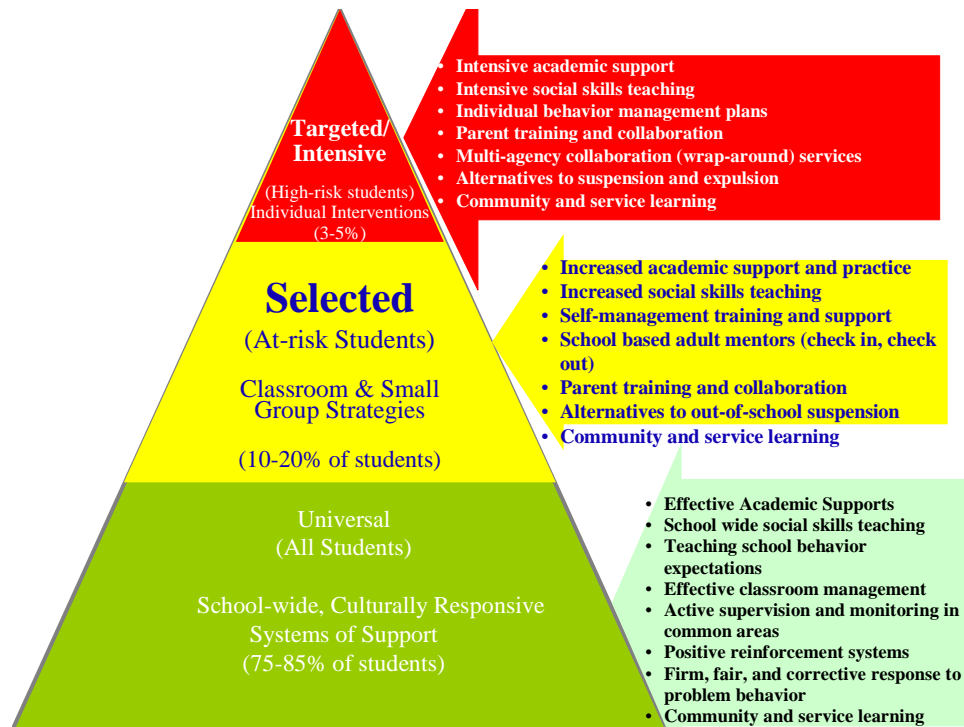 Targeted/
Intensive
(High-risk students)
Individual Interventions
(3-5%)
• Intensive academic support
• Intensive social skills teaching
• Individual behavior management plans
• Parent training and collaboration
• Multi-agency collaboration (wrap-around) services
• Alternatives to suspension and expulsion
• Community and service learning
Selected
(At-risk Students)
Classroom & Small
Group Strategies
(10-20% of students)
• Increased academic support and practice
• Increased social skills teaching
• Self-management training and support
• School based adult mentors (check in, check
out)
• Parent training and collaboration
• Alternatives to out-of-school suspension
• Community and service learning
Universal
(All Students)
School-wide, Culturally Responsive
Systems of Support
(75-85% of students)
• Effective Academic Supports
• School wide social skills teaching
• Teaching school behavior
expectations
• Effective classroom management
• Active supervision and monitoring in
common areas
• Positive reinforcement systems
• Firm, fair, and corrective response to
problem behavior
• Community and service learning